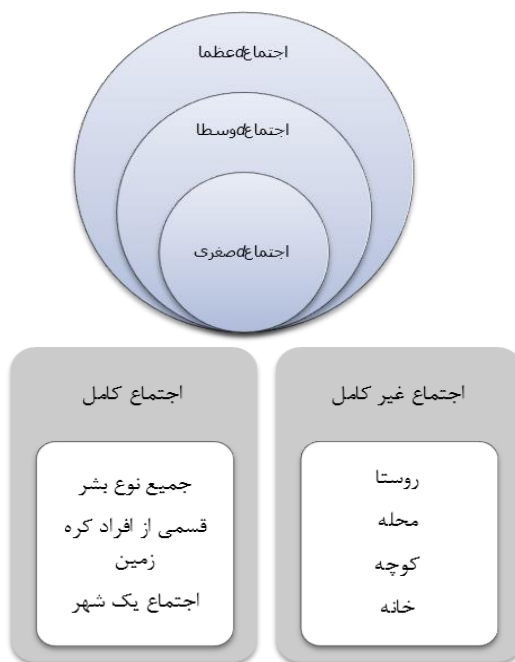 اجتماع عظما
اجتماع وسطا
اجتماع صغری
اجتماع غیر کامل
روستا
محله
کوچه
خانه
اجتماع کامل
جمیع نوع بشر
قسمی از افراد کره
زمین
اجتماع یک شهر